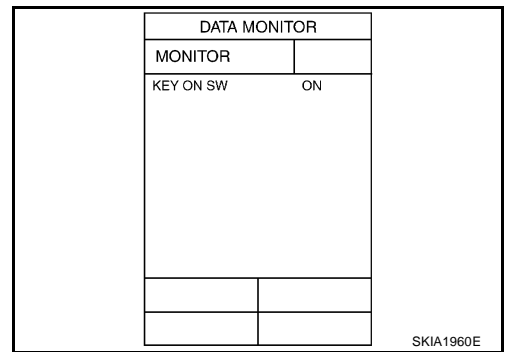 DATA MONITOR
MONITOR
KEY ON SW ON
SKIA1960E